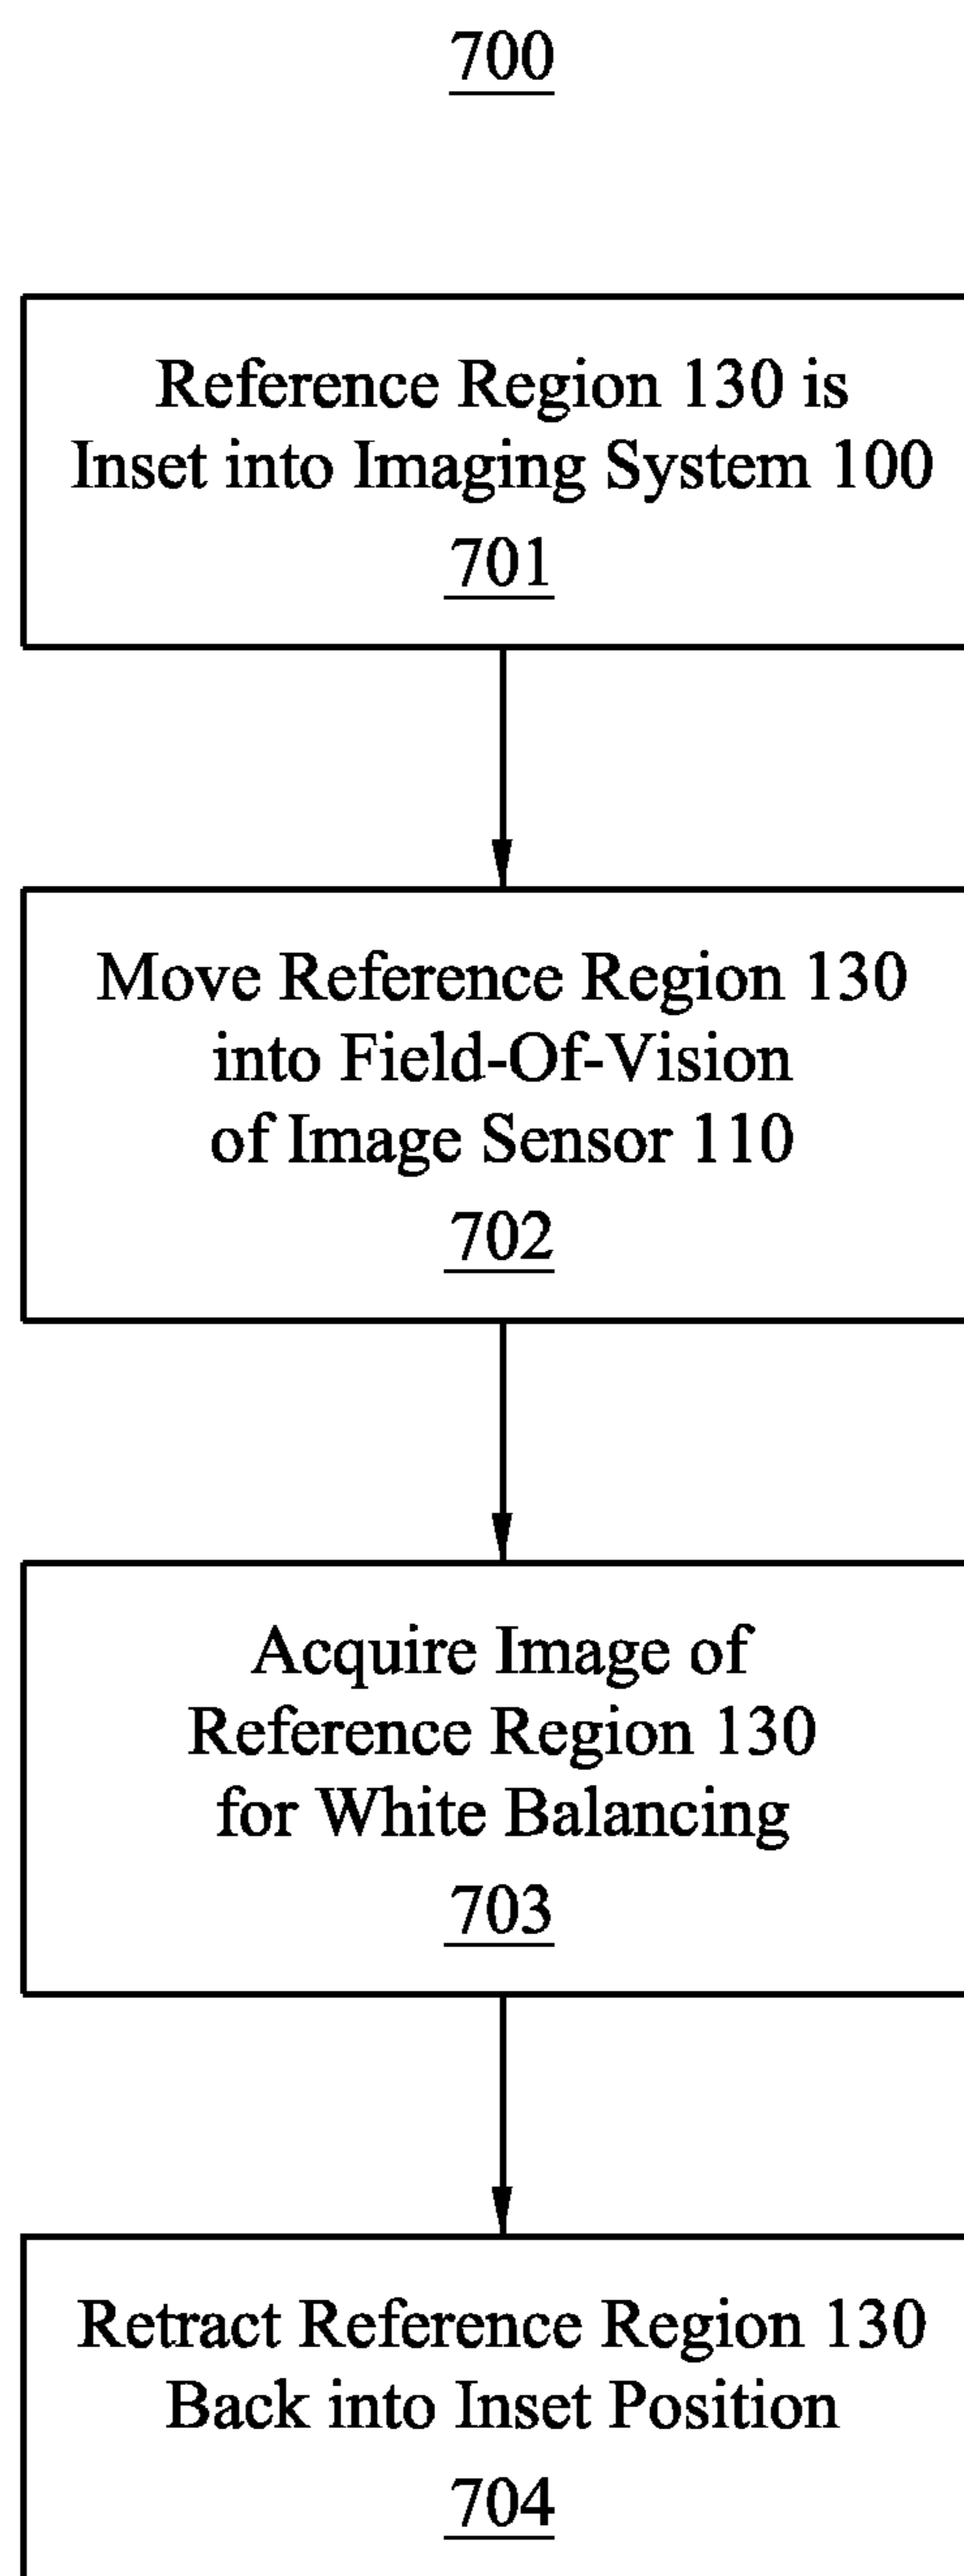 700
Reference Region 130 is
Inset into Imaging System 100
701
Move Reference Region 130
into Field-Of-Vision
of Image Sensor 110
702
Acquire Image of
Reference Region 130
for White Balancing
703
Retract Reference Region 130
Back into Inset Position
704